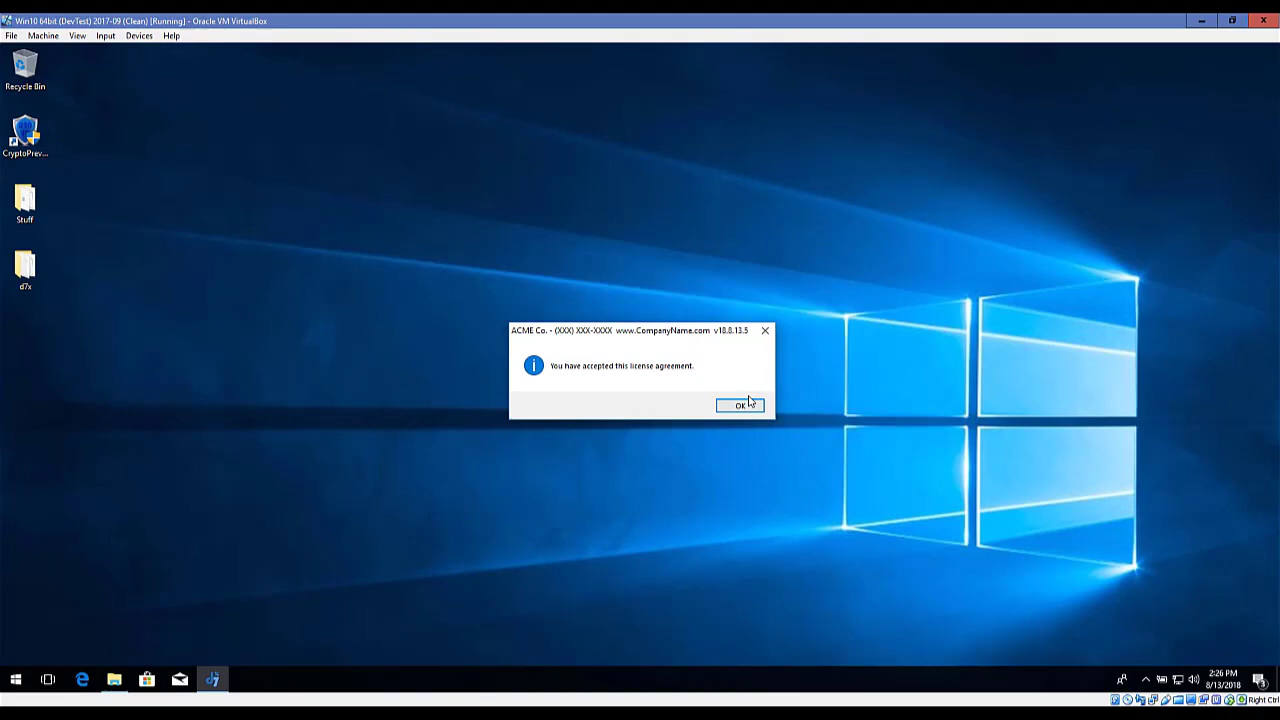 Win10 64bit (DevTest) 2017-09 (Clean) [Running] - Oracle VM VirtualBox
File Machine View Input Devices Help
Recycle Bin
CryptoPrev...
Stuff
d7x
ACME Co. - (XXX) XXX-XXXX www.CompanyName.com v18.8.13.5
You have accepted this license agreement.
OK
2:26 PM
8/13/2018
Right Ctrl